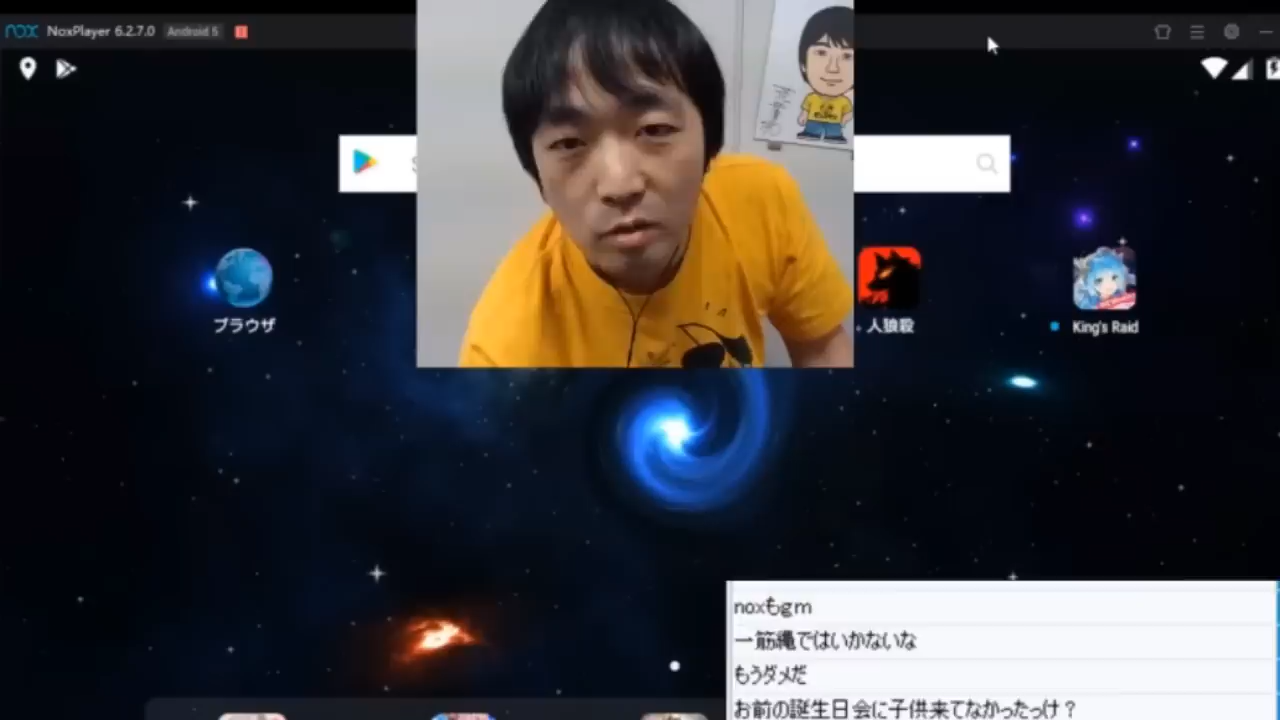 nox NoxPlayer 6.2.7.0 Android 5
ブラウザ
人狼殺
King's Raid
noxもgm
一筋縄ではいかないな
もうダメだ
お前の誕生日会に子供来てなかったっけ？